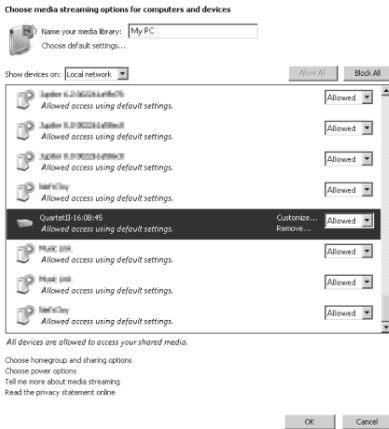 Choose media streaming options for computers and devices
Name your media library: My PC
Choose default settings...
Show devices on: Local network Allow All Block All
Allowed
Allowed access using default settings.
Allowed
Allowed access using default settings.
Allowed
Allowed access using default settings.
Allowed
Allowed access using default settings.
QuartetII-16:08:45 Customize... Allowed
Allowed access using default settings. Remove...
Allowed
Allowed access using default settings.
Allowed
Allowed access using default settings.
Allowed
Allowed access using default settings.
All devices are allowed to access your shared media.
Choose homegroup and sharing options
Choose power options
Tell me more about media streaming
Read the privacy statement online
OK Cancel